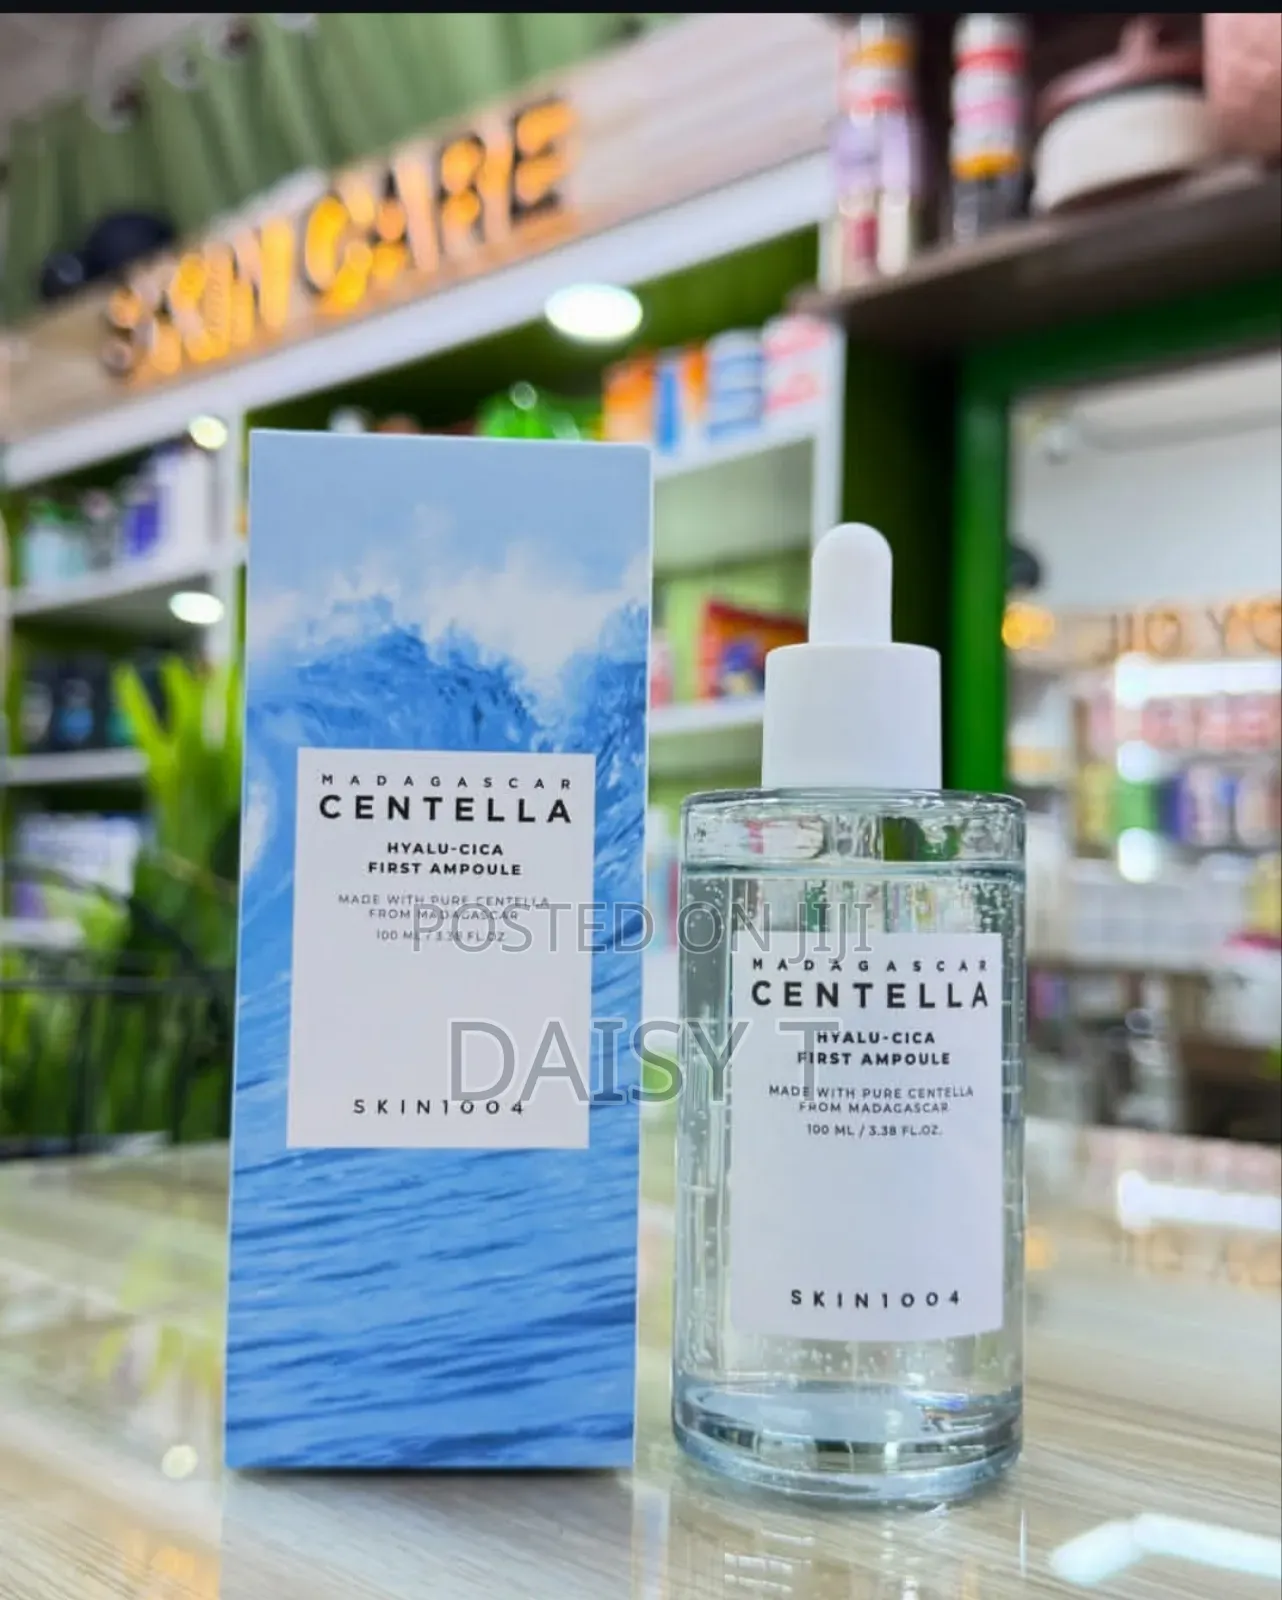 SKIN CARE
MADAGASCAR
CENTELLA
HYALU-CICA
FIRST AMPOULE
MADE WITH PURE CENTELLA
FROM MADAGASCAR
100 ML / 3.38 FL.OZ.
SKIN1004
MADAGASCAR
CENTELLA
HYALU-CICA
FIRST AMPOULE
MADE WITH PURE CENTELLA
FROM MADAGASCAR
100 ML / 3.38 FL.OZ.
SKIN1004
POSTED ON JIJI
DAISY T